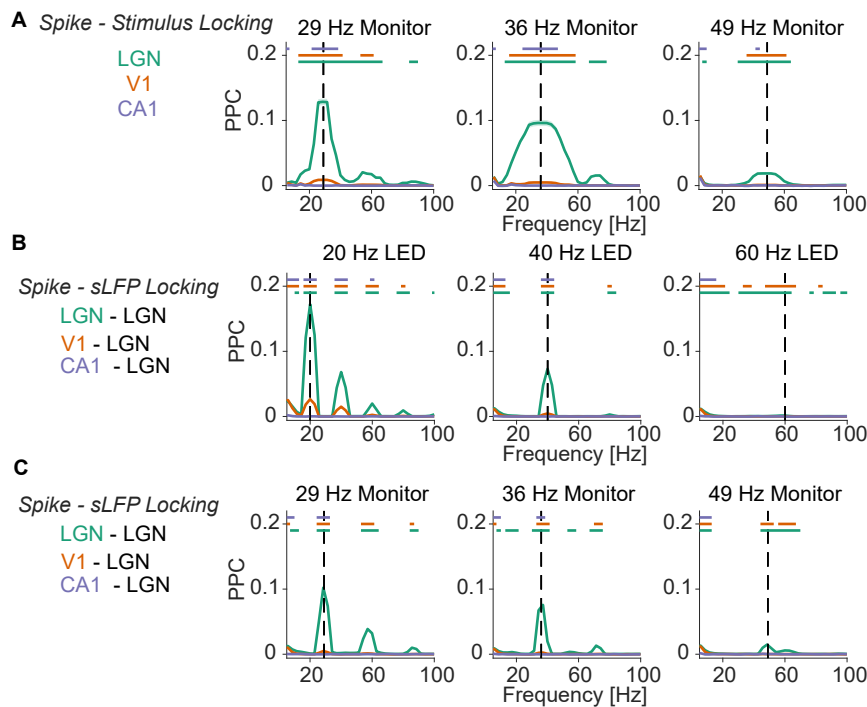 A
Spike - Stimulus Locking
LGN
V1
CA1
29 Hz Monitor
36 Hz Monitor
49 Hz Monitor
PPC
0.2
0.1
0
20
60
100
0.2
0.1
0
20
60
100
0.2
0.1
0
20
60
100
Frequency [Hz]
B
Spike - sLFP Locking
LGN - LGN
V1 - LGN
CA1 - LGN
20 Hz LED
40 Hz LED
60 Hz LED
PPC
0.2
0.1
0
20
60
100
0.2
0.1
0
20
60
100
0.2
0.1
0
20
60
100
Frequency [Hz]
C
Spike - sLFP Locking
LGN - LGN
V1 - LGN
CA1 - LGN
29 Hz Monitor
36 Hz Monitor
49 Hz Monitor
PPC
0.2
0.1
0
20
60
100
0.2
0.1
0
20
60
100
0.2
0.1
0
20
60
100
Frequency [Hz]